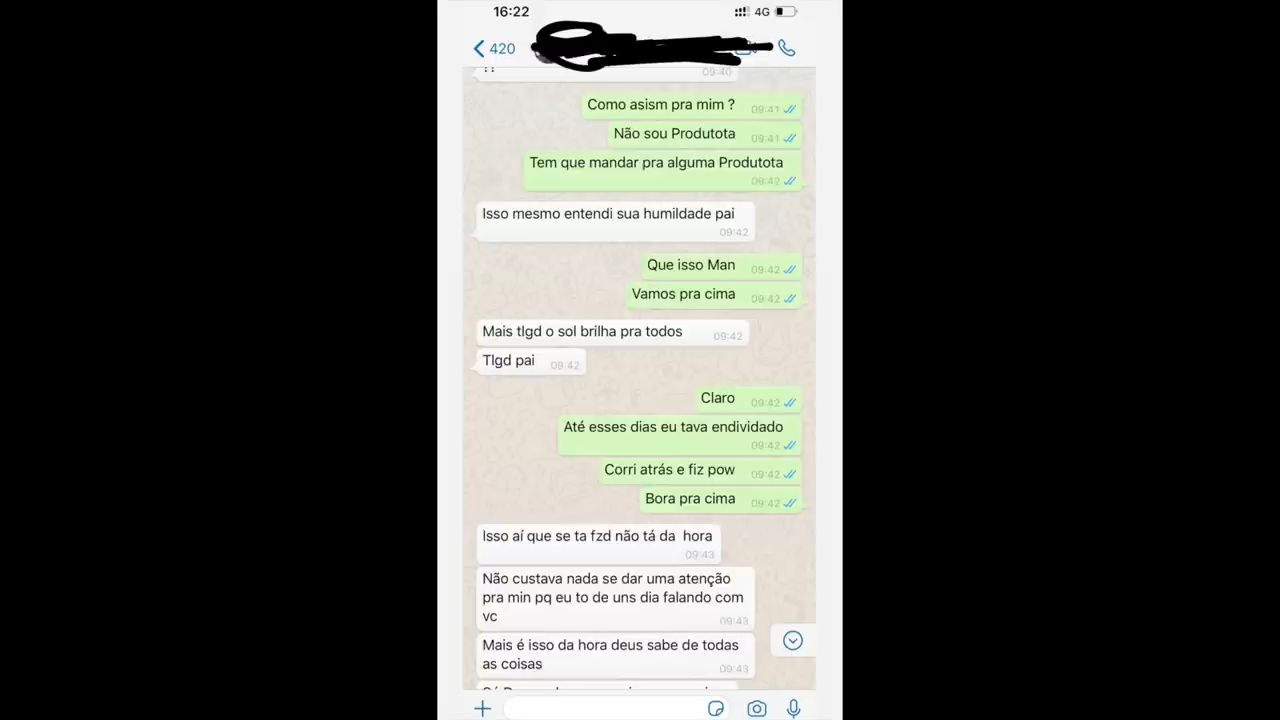 16:22
4G
420
09:40
Como asism pra mim ? 09:41
Não sou Produtota 09:41
Tem que mandar pra alguma Produtota
09:42
Isso mesmo entendi sua humildade pai
09:42
Que isso Man 09:42
Vamos pra cima 09:42
Mais tlgd o sol brilha pra todos 09:42
Tlgd pai 09:42
Claro 09:42
Até esses dias eu tava endividado
09:42
Corri atrás e fiz pow 09:42
Bora pra cima 09:42
Isso aí que se ta fzd não tá da hora
09:43
Não custava nada se dar uma atenção
pra min pq eu to de uns dia falando com
vc 09:43
Mais é isso da hora deus sabe de todas
as coisas 09:43